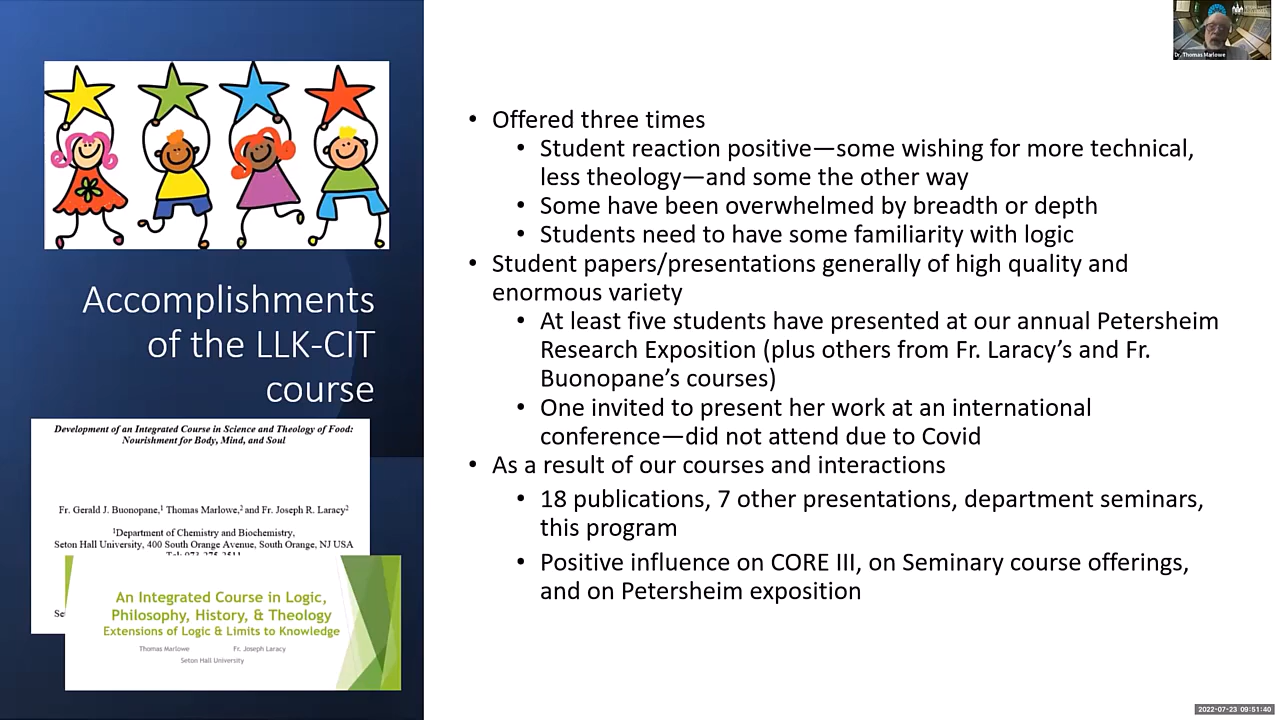 Dr. Thomas Marlowe
Accomplishments
of the LLK-CIT
course
Development of an Integrated Course in Science and Theology of Food:
Nourishment for Body, Mind, and Soul
Fr. Gerald J. Buonopane,¹ Thomas Marlowe,² and Fr. Joseph R. Laracy²
¹Department of Chemistry and Biochemistry,
Seton Hall University, 400 South Orange Avenue, South Orange, NJ USA
An Integrated Course in Logic,
Philosophy, History, & Theology
Extensions of Logic & Limits to Knowledge
Thomas Marlowe Fr. Joseph Laracy
Seton Hall University
• Offered three times
• Student reaction positive—some wishing for more technical,
less theology—and some the other way
• Some have been overwhelmed by breadth or depth
• Students need to have some familiarity with logic
• Student papers/presentations generally of high quality and
enormous variety
• At least five students have presented at our annual Petersheim
Research Exposition (plus others from Fr. Laracy’s and Fr.
Buonopane’s courses)
• One invited to present her work at an international
conference—did not attend due to Covid
• As a result of our courses and interactions
• 18 publications, 7 other presentations, department seminars,
this program
• Positive influence on CORE III, on Seminary course offerings,
and on Petersheim exposition
2022-07-23 09:51:40